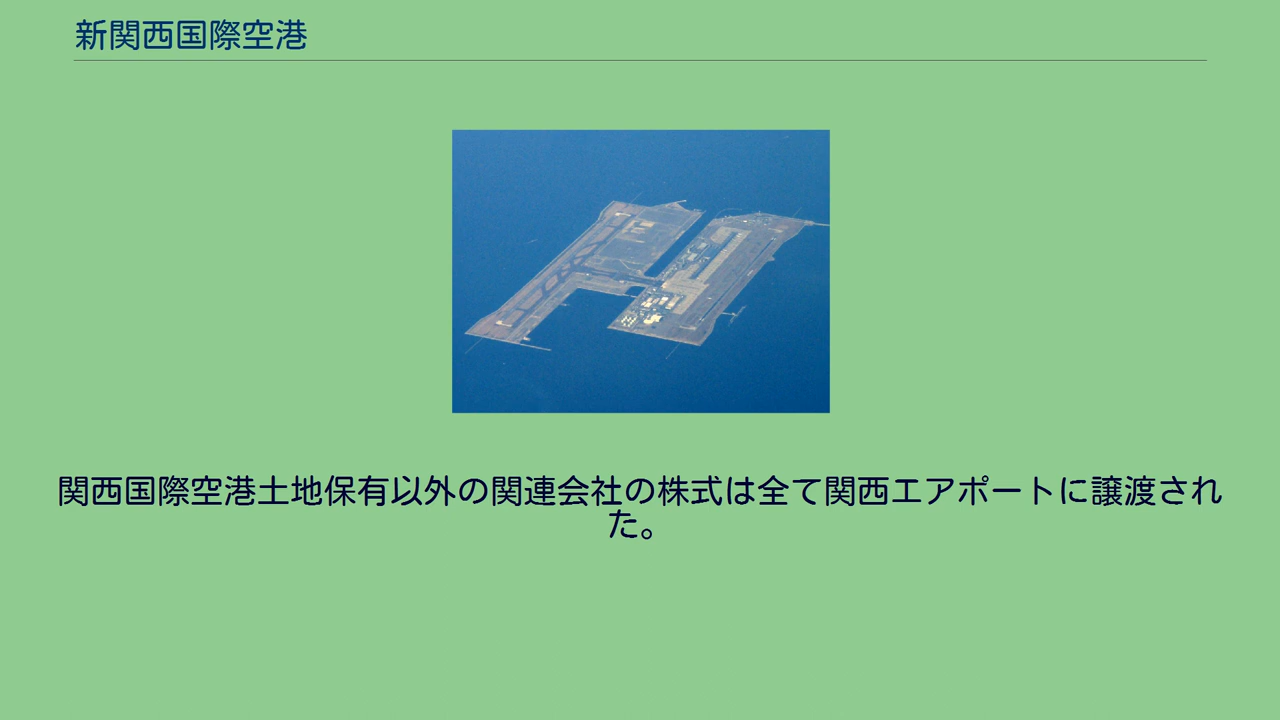 新関西国際空港
関西国際空港土地保有以外の関連会社の株式は全て関西エアポートに譲渡され
た。